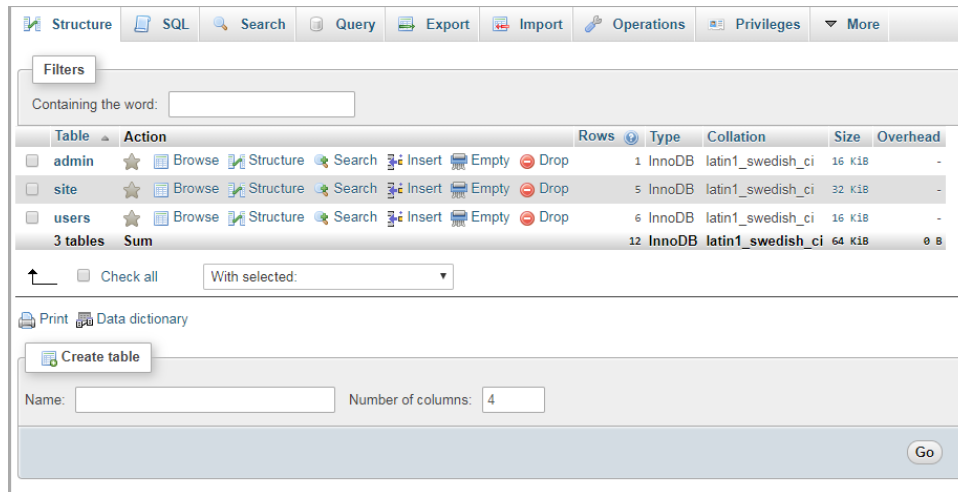 Structure SQL Search Query Export Import Operations Privileges More
Filters
Containing the word:
Table Action Rows Type Collation Size Overhead
admin Browse Structure Search Insert Empty Drop 1 InnoDB latin1_swedish_ci 16 KiB -
site Browse Structure Search Insert Empty Drop 5 InnoDB latin1_swedish_ci 32 KiB -
users Browse Structure Search Insert Empty Drop 6 InnoDB latin1_swedish_ci 16 KiB -
3 tables Sum 12 InnoDB latin1_swedish_ci 64 KiB 0 B
Check all With selected:
Print Data dictionary
Create table
Name: Number of columns: 4
Go